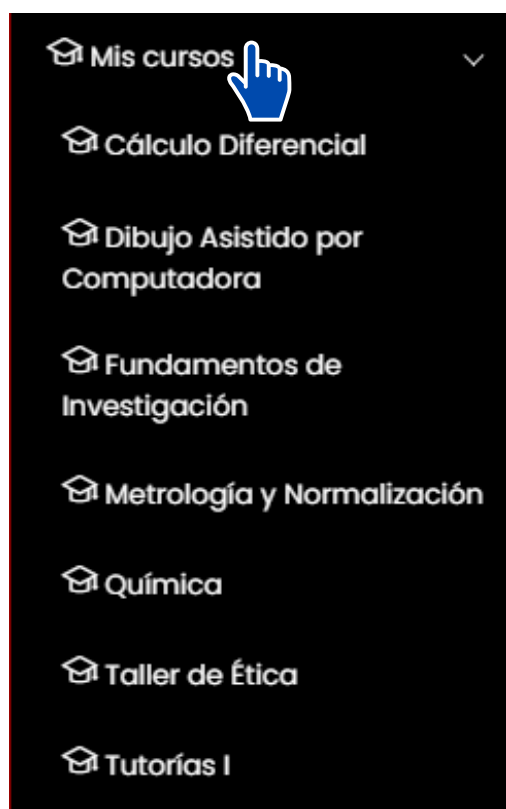 Mis cursos
Cálculo Diferencial
Dibujo Asistido por
Computadora
Fundamentos de
Investigación
Metrología y Normalización
Química
Taller de Ética
Tutorías I